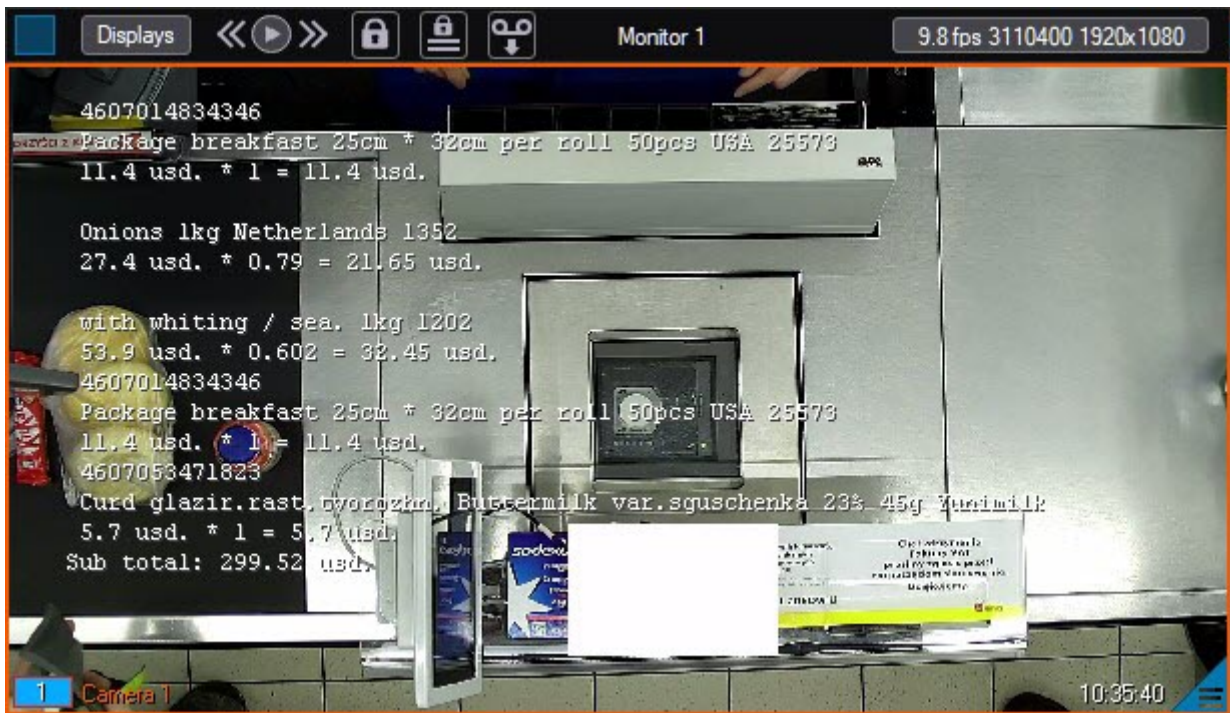 Displays
Monitor 1
9.8 fps 3110400 1920x1080
4607014834346
Package breakfast 25cm * 32cm per roll 50pcs USA 25573
11.4 usd. * 1 = 11.4 usd.
Onions 1kg Netherlands 1352
27.4 usd. * 0.79 = 21.65 usd.
with whiting / sea. 1kg 1202
53.9 usd. * 0.602 = 32.45 usd.
4607014834346
Package breakfast 25cm * 32cm per roll 50pcs USA 25573
11.4 usd. * 1 = 11.4 usd.
4607053471823
Curd glazir.rast.tvorozhn. Buttermilk var.sguschenka 23% 45g Yunimilk
5.7 usd. * 1 = 5.7 usd.
Sub total: 299.52 usd.
1 Camera 1
10:35:40